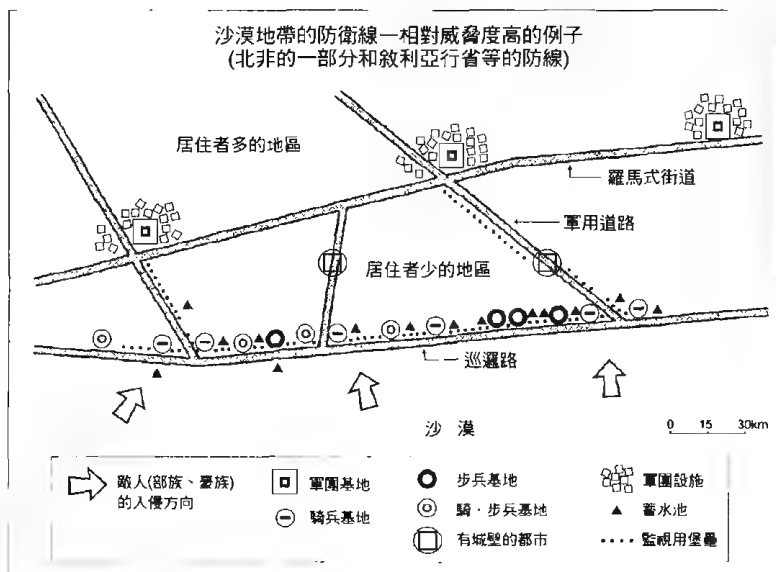 沙漠地帶的防衛線—相對威脅度高的例子
(北非的一部分和敘利亞行省等的防線)
居住者多的地區
羅馬式街道
軍用道路
居住者少的地區
巡邏路
沙 漠
0 15 30km
敵人(部族、蠻族)
的入侵方向
軍團基地
騎兵基地
步兵基地
騎・步兵基地
有城壁的都市
軍團設施
蓄水池
監視用堡壘